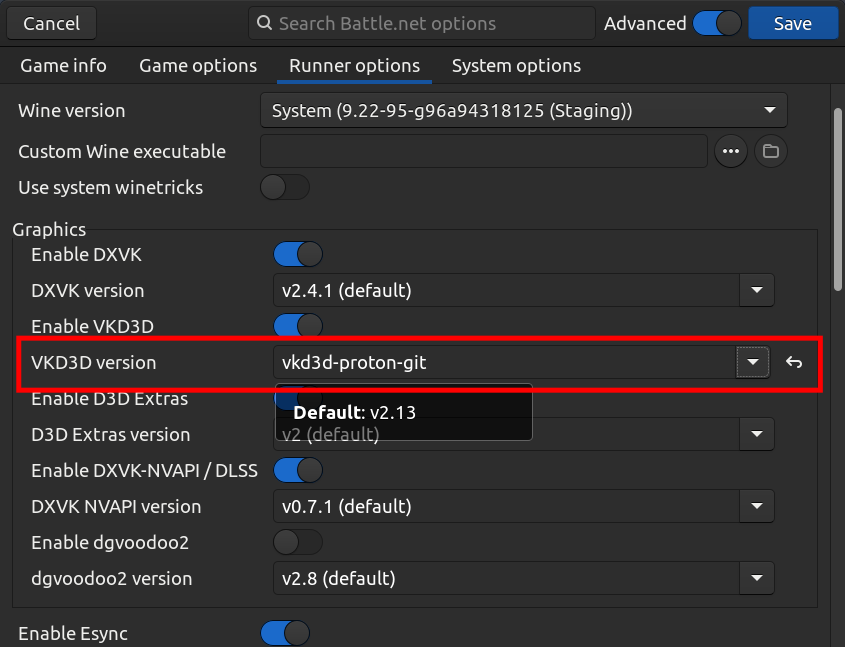 Cancel Search Battle.net options Advanced Save
Game info Game options Runner options System options
Wine version System (9.22-95-g96a94318125 (Staging))
Custom Wine executable
Use system winetricks
Graphics
Enable DXVK
DXVK version v2.4.1 (default)
Enable VKD3D
VKD3D version vkd3d-proton-git
Enable D3D Extras
Default: v2.13
D3D Extras version v2 (default)
Enable DXVK-NVAPI / DLSS
DXVK NVAPI version v0.7.1 (default)
Enable dgvoodoo2
dgvoodoo2 version v2.8 (default)
Enable Esync